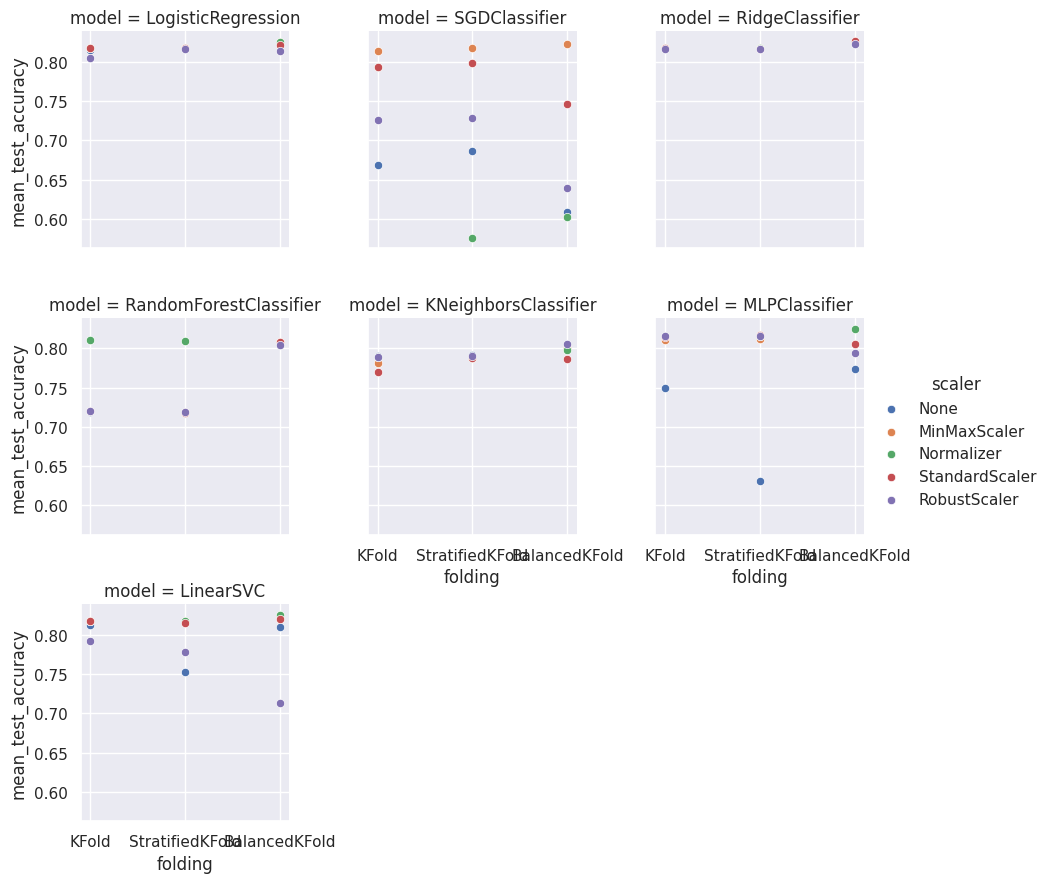 model = LogisticRegression
model = SGDClassifier
model = RidgeClassifier
mean_test_accuracy
0.80
0.75
0.70
0.65
0.60
model = RandomForestClassifier
model = KNeighborsClassifier
model = MLPClassifier
mean_test_accuracy
0.80
0.75
0.70
0.65
0.60
KFold
StratifiedKFold
BalancedKFold
folding
KFold
StratifiedKFold
BalancedKFold
folding
scaler
None
MinMaxScaler
Normalizer
StandardScaler
RobustScaler
model = LinearSVC
mean_test_accuracy
0.80
0.75
0.70
0.65
0.60
KFold
StratifiedKFold
BalancedKFold
folding